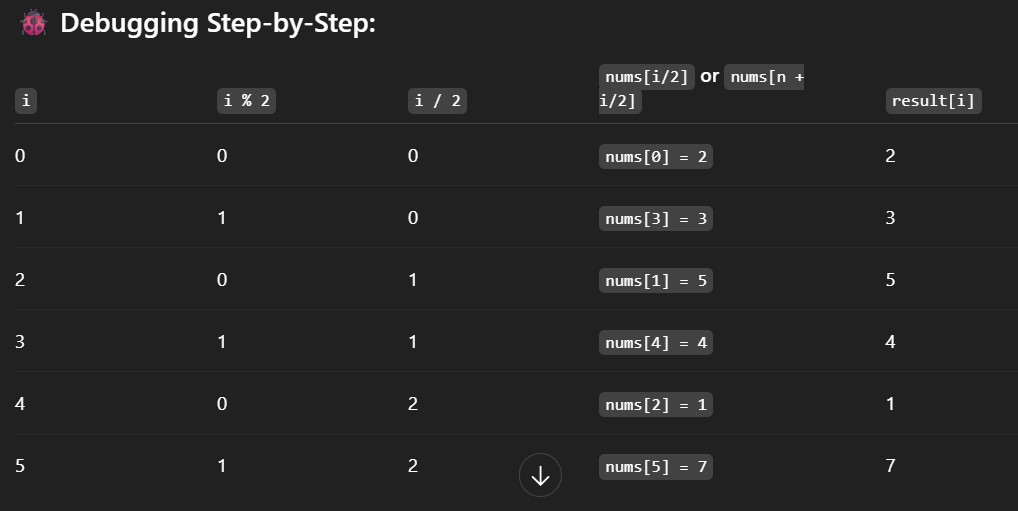 🐞 Debugging Step-by-Step:
i i % 2 i / 2 nums[i/2] or nums[n + i/2] result[i]
0 0 0 nums[0] = 2 2
1 1 0 nums[3] = 3 3
2 0 1 nums[1] = 5 5
3 1 1 nums[4] = 4 4
4 0 2 nums[2] = 1 1
5 1 2 nums[5] = 7 7